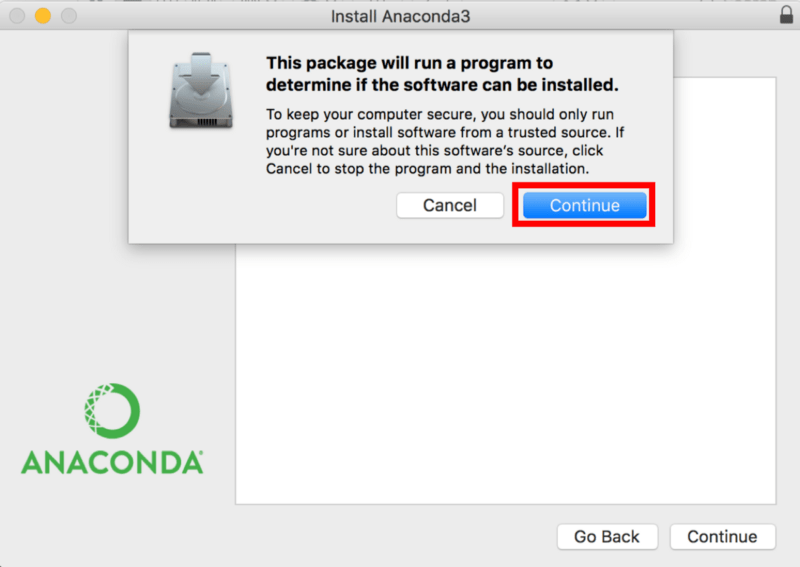 Install Anaconda3
This package will run a program to
determine if the software can be installed.
To keep your computer secure, you should only run
programs or install software from a trusted source. If
you're not sure about this software’s source, click
Cancel to stop the program and the installation.
Cancel
Continue
ANACONDA
Go Back
Continue